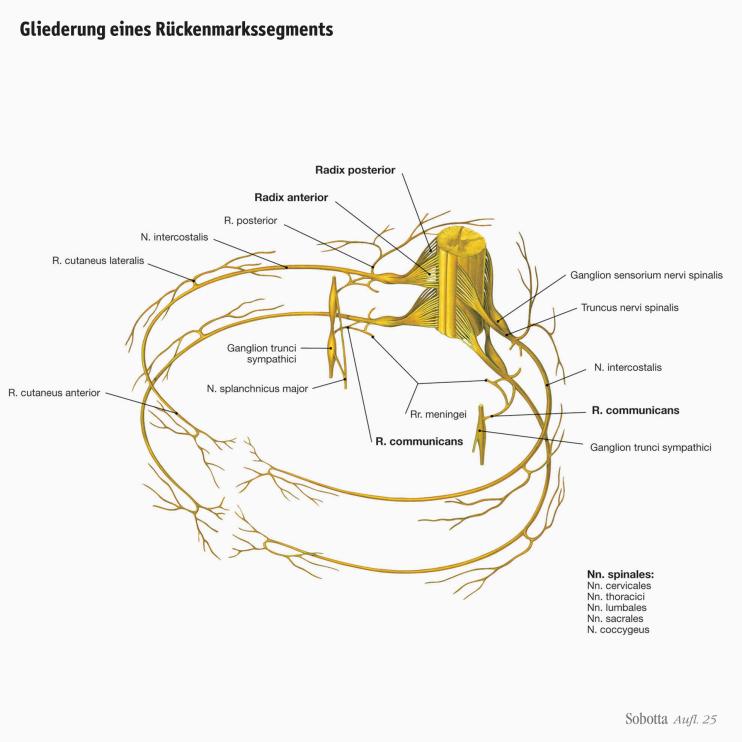 Gliederung eines Rückenmarkssegments
Radix posterior
Radix anterior
R. posterior
N. intercostalis
R. cutaneus lateralis
Ganglion sensorium nervi spinalis
Truncus nervi spinalis
Ganglion trunci
sympathici
N. intercostalis
N. splanchnicus major
R. cutaneus anterior
Rr. meningei
R. communicans
R. communicans
Ganglion trunci sympathici
Nn. spinales:
Nn. cervicales
Nn. thoracici
Nn. lumbales
Nn. sacrales
N. coccygeus
Sobotta Aufl. 25